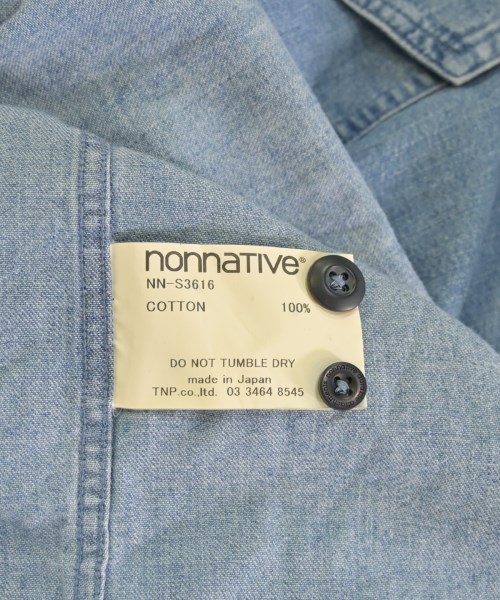 nonnative®
NN-S3616
COTTON 100%
DO NOT TUMBLE DRY
made in Japan
TNP.co.,ltd. 03 3464 8545